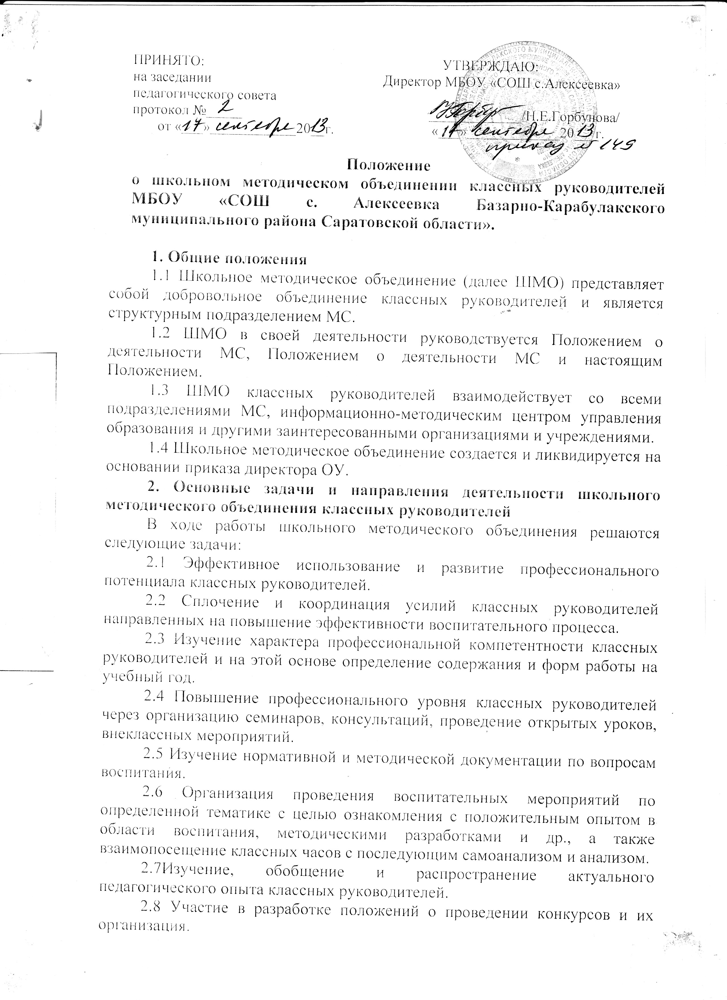 ПРИНЯТО:
на заседании
педагогического совета
протокол № 2
от «17» сентября 2013г.
УТВЕРЖДАЮ:
Директор МБОУ «СОШ с.Алексеевка»
/Н.Е.Горбунова/
«17» сентября 2013г.
приказ № 149
Положение
о школьном методическом объединении классных руководителей
МБОУ «СОШ с. Алексеевка Базарно-Карабулакского
муниципального района Саратовской области».
1. Общие положения
1.1 Школьное методическое объединение (далее ШМО) представляет
собой добровольное объединение классных руководителей и является
структурным подразделением МС.
1.2 ШМО в своей деятельности руководствуется Положением о
деятельности МС, Положением о деятельности МС и настоящим
Положением.
1.3 ШМО классных руководителей взаимодействует со всеми
подразделениями МС, информационно-методическим центром управления
образования и другими заинтересованными организациями и учреждениями.
1.4 Школьное методическое объединение создается и ликвидируется на
основании приказа директора ОУ.
2. Основные задачи и направления деятельности школьного
методического объединения классных руководителей
В ходе работы школьного методического объединения решаются
следующие задачи:
2.1 Эффективное использование и развитие профессионального
потенциала классных руководителей.
2.2 Сплочение и координация усилий классных руководителей
направленных на повышение эффективности воспитательного процесса.
2.3 Изучение характера профессиональной компетентности классных
руководителей и на этой основе определение содержания и форм работы на
учебный год.
2.4 Повышение профессионального уровня классных руководителей
через организацию семинаров, консультаций, проведение открытых уроков,
внеклассных мероприятий.
2.5 Изучение нормативной и методической документации по вопросам
воспитания.
2.6 Организация проведения воспитательных мероприятий по
определенной тематике с целью ознакомления с положительным опытом в
области воспитания, методическими разработками и др., а также
взаимопосещение классных часов с последующим самоанализом и анализом.
2.7Изучение, обобщение и распространение актуального
педагогического опыта классных руководителей.
2.8 Участие в разработке положений о проведении конкурсов и их
организация.